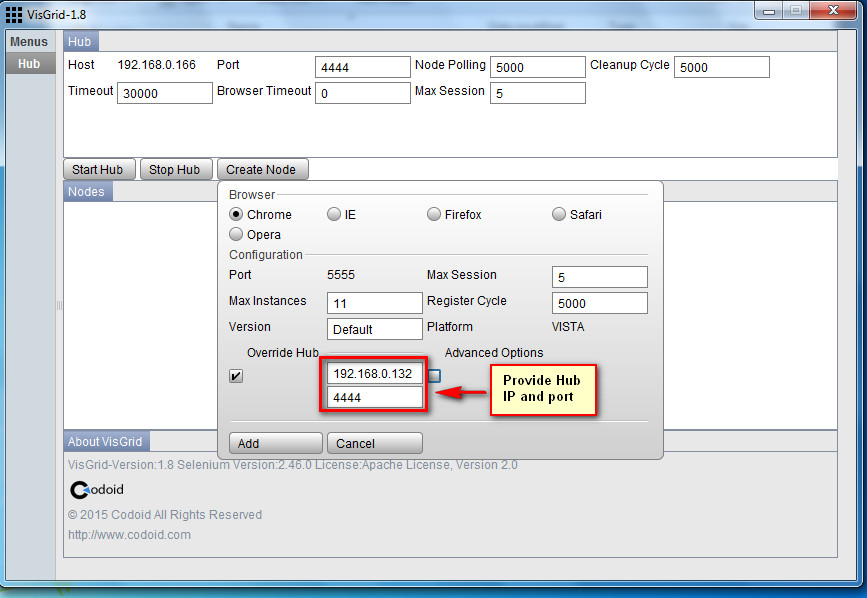 VisGrid-1.8
Menus
Hub
Hub
Host 192.168.0.166 Port 4444 Node Polling 5000 Cleanup Cycle 5000
Timeout 30000 Browser Timeout 0 Max Session 5
Start Hub Stop Hub Create Node
Nodes
Browser
Chrome IE Firefox Safari
Opera
Configuration
Port 5555 Max Session 5
Max Instances 11 Register Cycle 5000
Version Default Platform VISTA
Override Hub Advanced Options
192.168.0.132
4444
Provide Hub
IP and port
Add Cancel
About VisGrid
VisGrid-Version:1.8 Selenium Version:2.46.0 License:Apache License, Version 2.0
Codoid
© 2015 Codoid All Rights Reserved
http://www.codoid.com